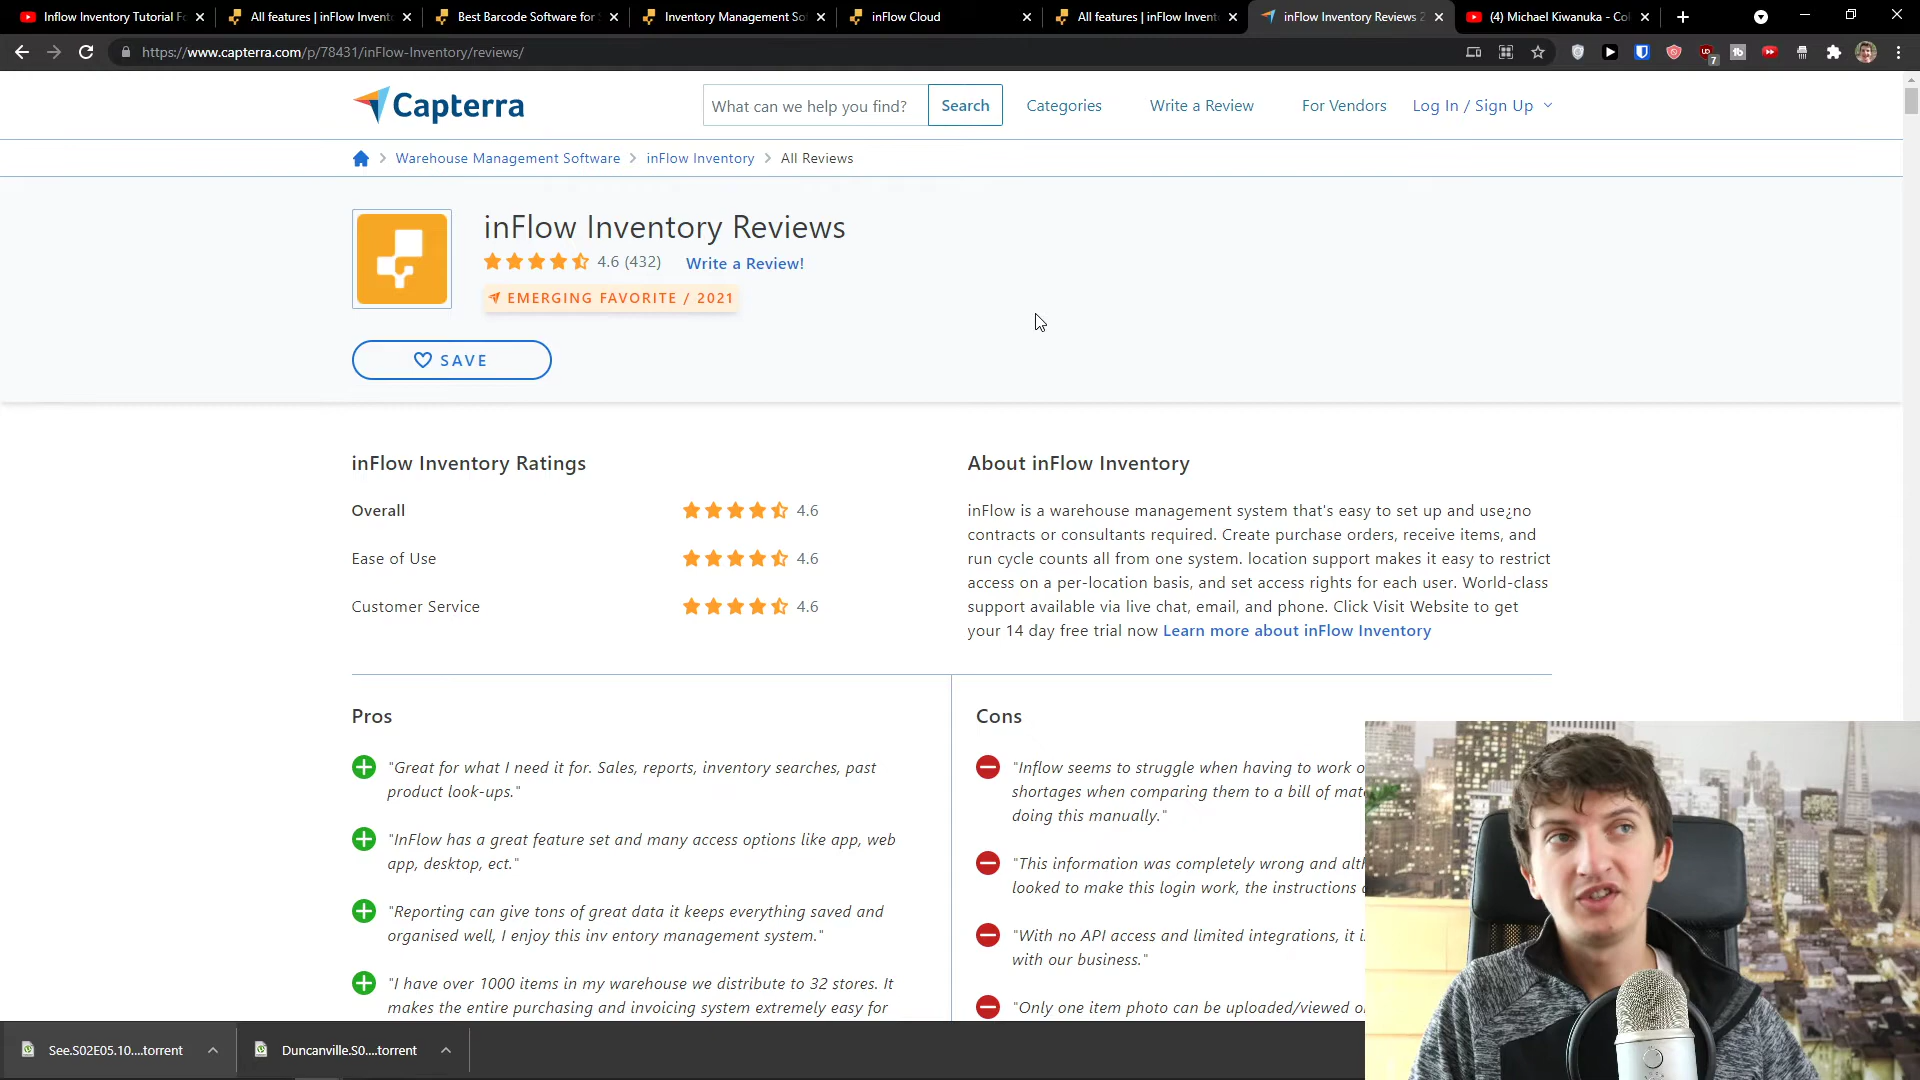 Inflow Inventory Tutorial F
All features | inFlow Invent
Best Barcode Software for
Inventory Management So
inFlow Cloud
All features | inFlow Invent
inFlow Inventory Reviews 2
(4) Michael Kiwanuka - Co
https://www.capterra.com/p/78431/inFlow-Inventory/reviews/
7
Capterra
What can we help you find?
Search
Categories
Write a Review
For Vendors
Log In / Sign Up
Warehouse Management Software
inFlow Inventory
All Reviews
inFlow Inventory Reviews
4.6 (432)
Write a Review!
EMERGING FAVORITE / 2021
SAVE
inFlow Inventory Ratings
Overall
4.6
Ease of Use
4.6
Customer Service
4.6
About inFlow Inventory
inFlow is a warehouse management system that's easy to set up and use¿no
contracts or consultants required. Create purchase orders, receive items, and
run cycle counts all from one system. location support makes it easy to restrict
access on a per-location basis, and set access rights for each user. World-class
support available via live chat, email, and phone. Click Visit Website to get
your 14 day free trial now Learn more about inFlow Inventory
Pros
"Great for what I need it for. Sales, reports, inventory searches, past
product look-ups."
"InFlow has a great feature set and many access options like app, web
app, desktop, ect."
"Reporting can give tons of great data it keeps everything saved and
organised well, I enjoy this inv entory management system."
"I have over 1000 items in my warehouse we distribute to 32 stores. It
makes the entire purchasing and invoicing system extremely easy for
Cons
"Inflow seems to struggle when having to work o
shortages when comparing them to a bill of mat
doing this manually."
"This information was completely wrong and alt
looked to make this login work, the instructions
"With no API access and limited integrations, it i
with our business."
"Only one item photo can be uploaded/viewed o
See.S02E05.10....torrent
Duncanville.S0....torrent